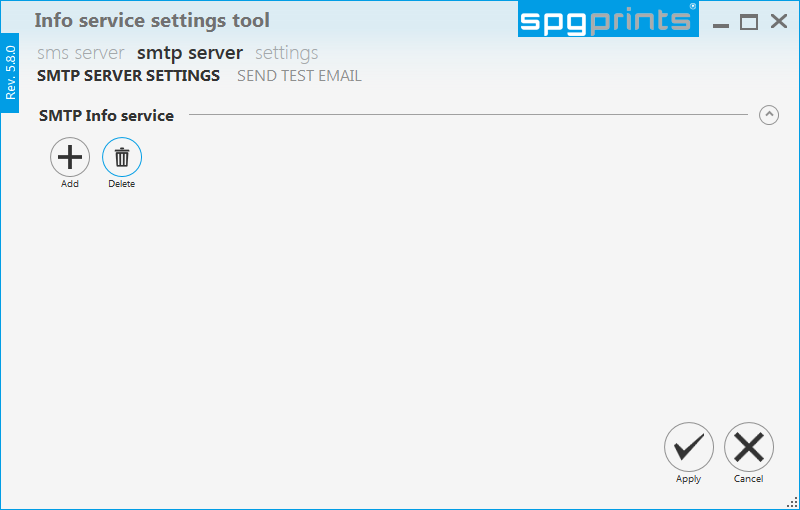 Info service settings tool
spgprints®
Rev. 5.8.0
sms server smtp server settings
SMTP SERVER SETTINGS SEND TEST EMAIL
SMTP Info service
Add Delete
Apply Cancel